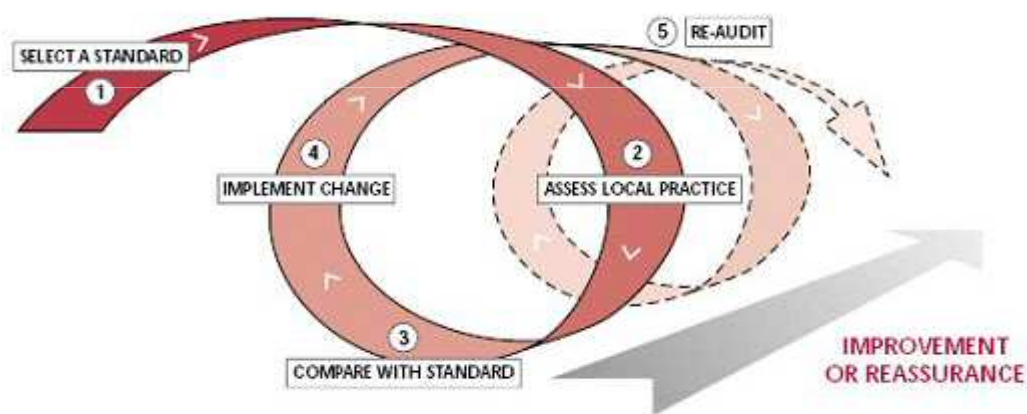 SELECT A STANDARD
1
2
ASSESS LOCAL PRACTICE
3
COMPARE WITH STANDARD
4
IMPLEMENT CHANGE
5 RE-AUDIT
IMPROVEMENT
OR REASSURANCE